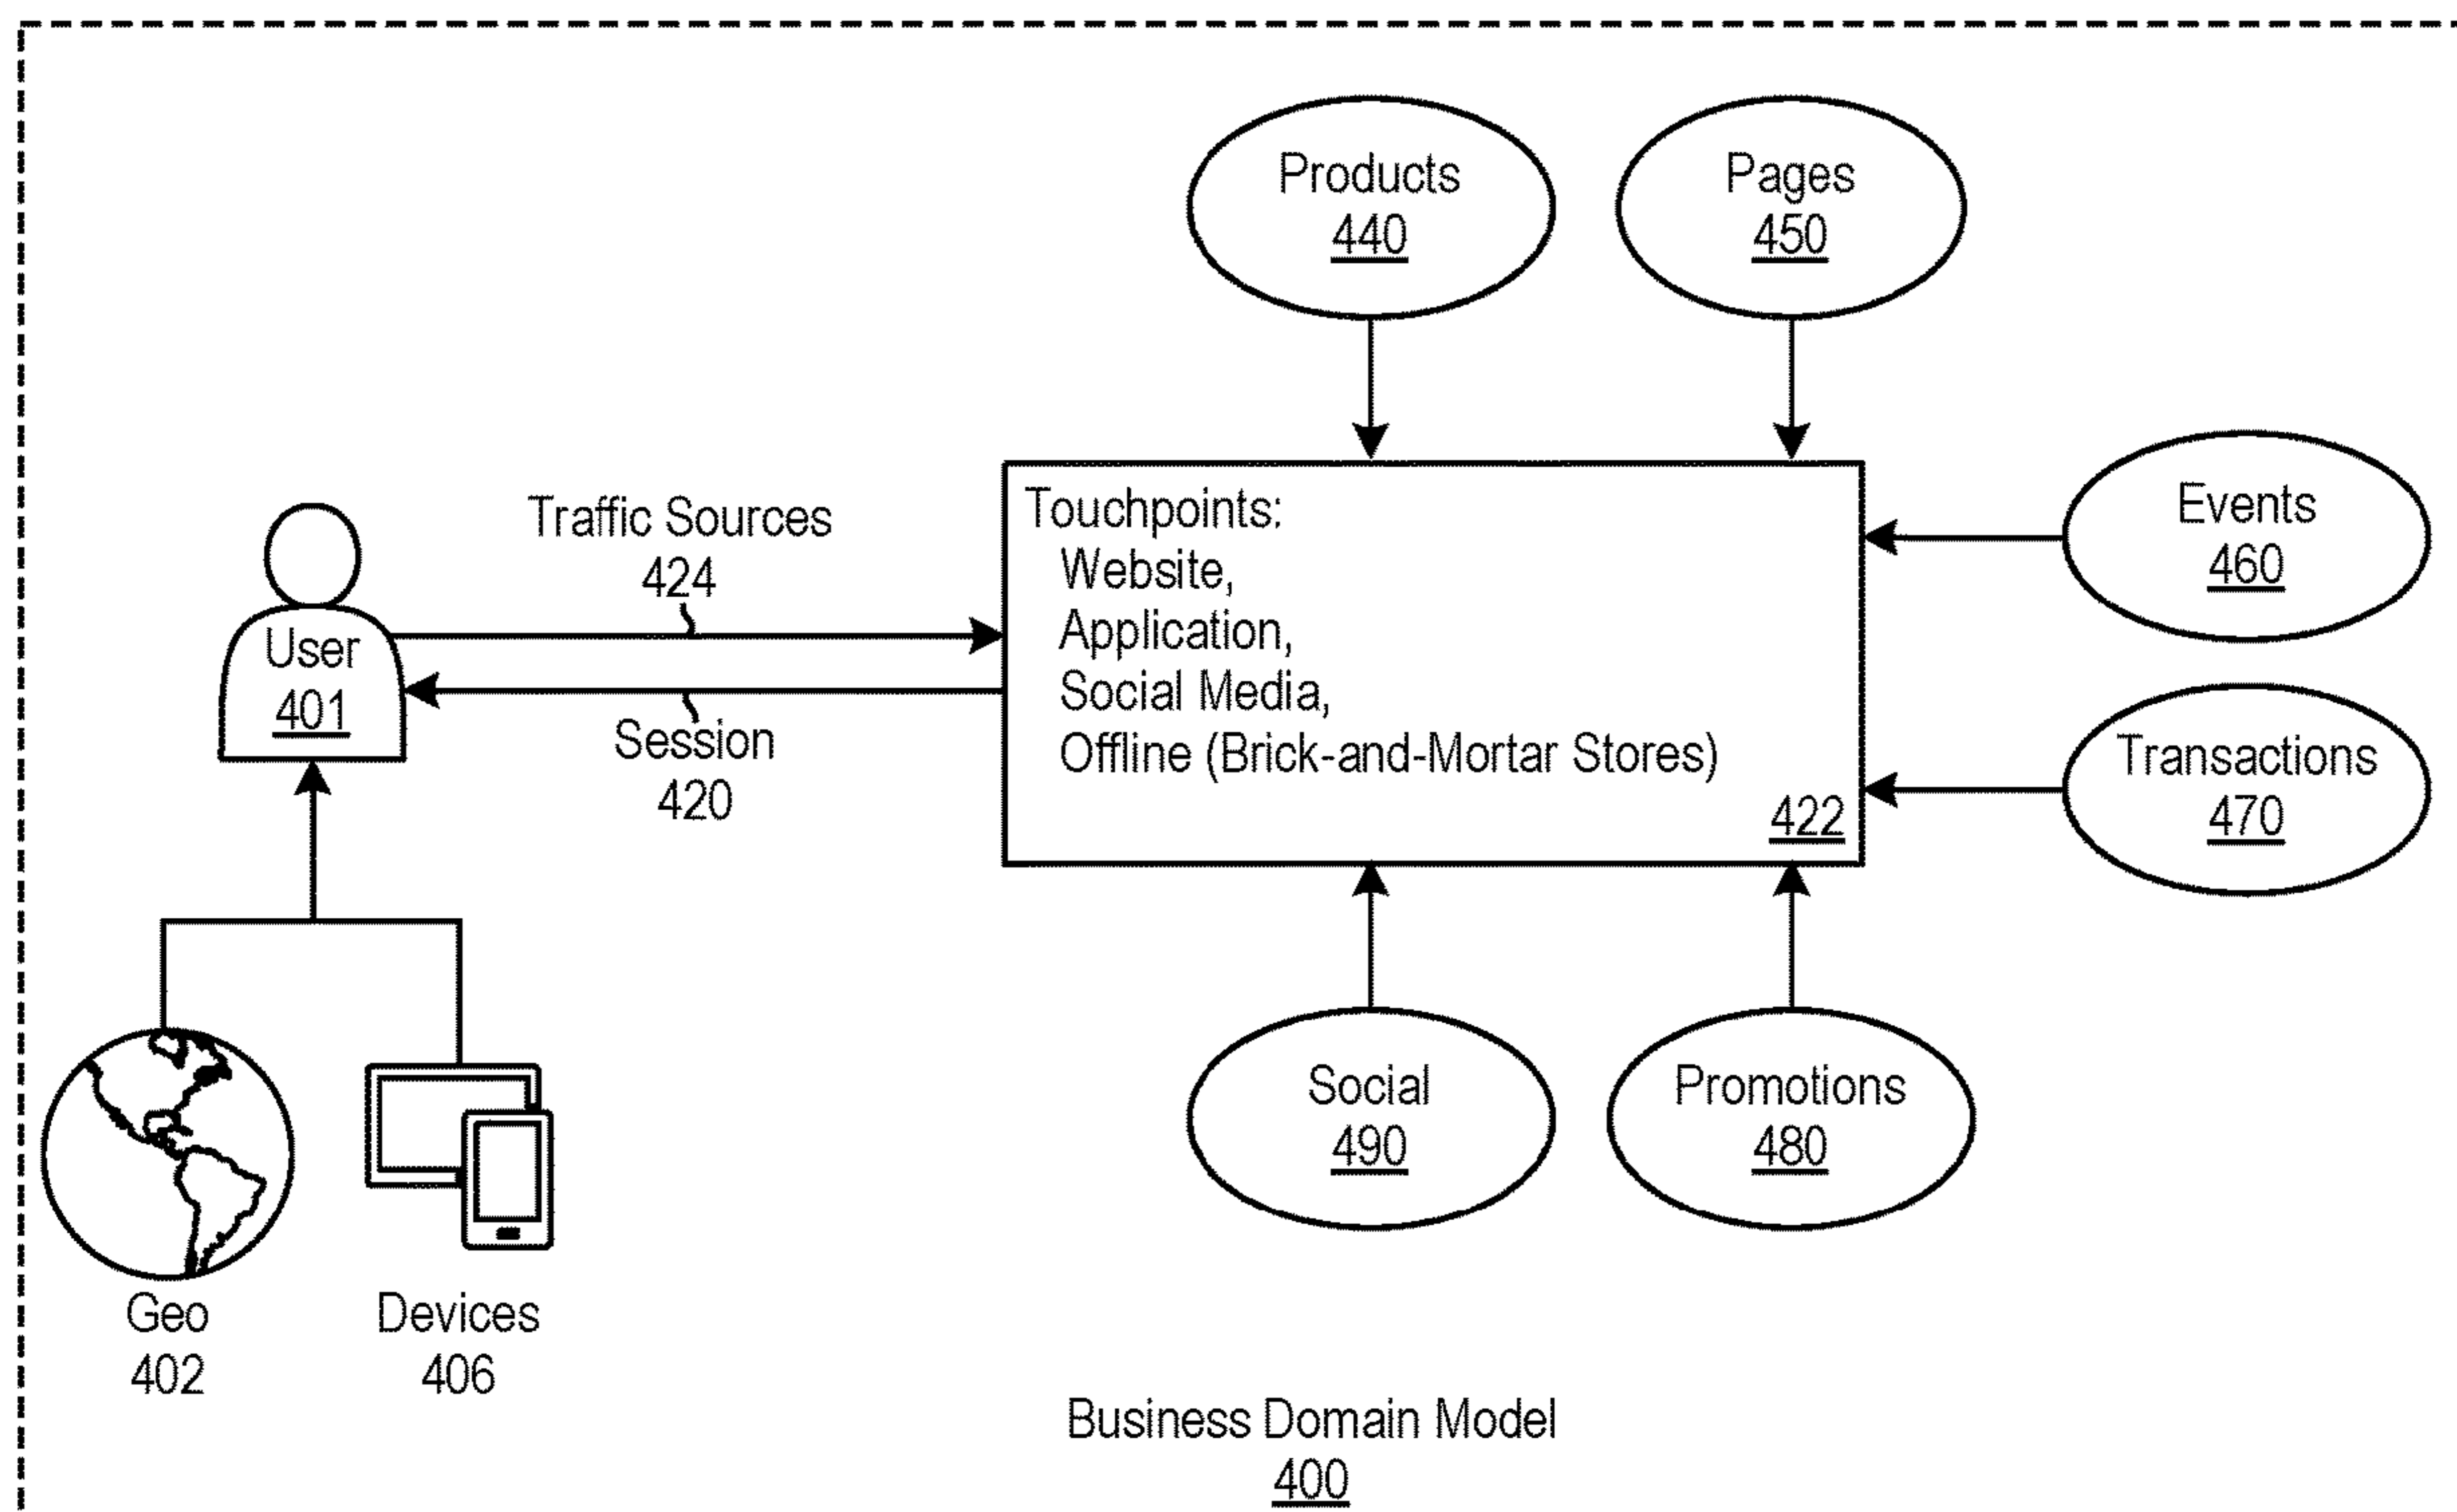 Products
440
Pages
450
Events
460
Transactions
470
Traffic Sources
424
User
401
Session
420
Touchpoints:
Website,
Application,
Social Media,
Offline (Brick-and-Mortar Stores)
422
Social
490
Promotions
480
Geo
402
Devices
406
Business Domain Model
400